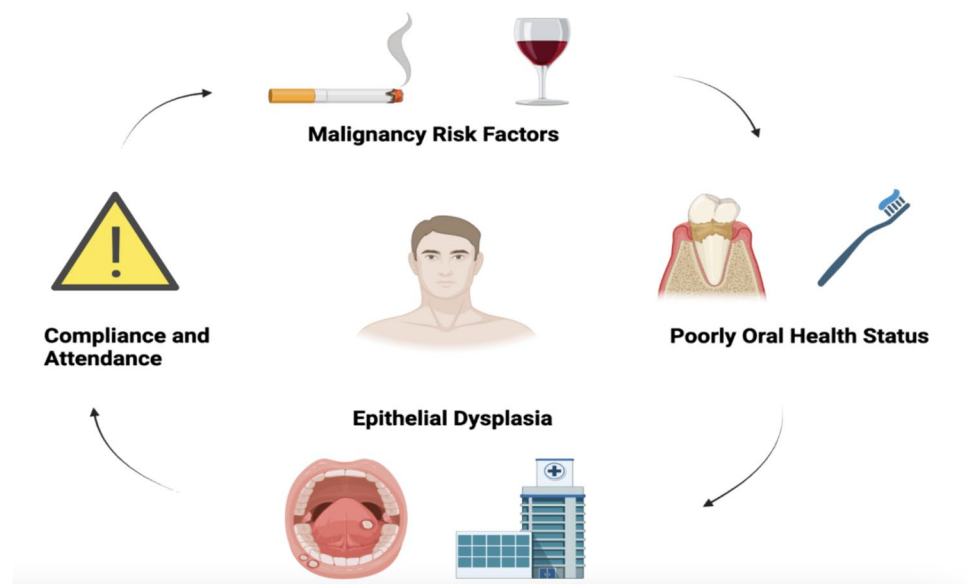 Malignancy Risk Factors
Compliance and
Attendance
Poorly Oral Health Status
Epithelial Dysplasia